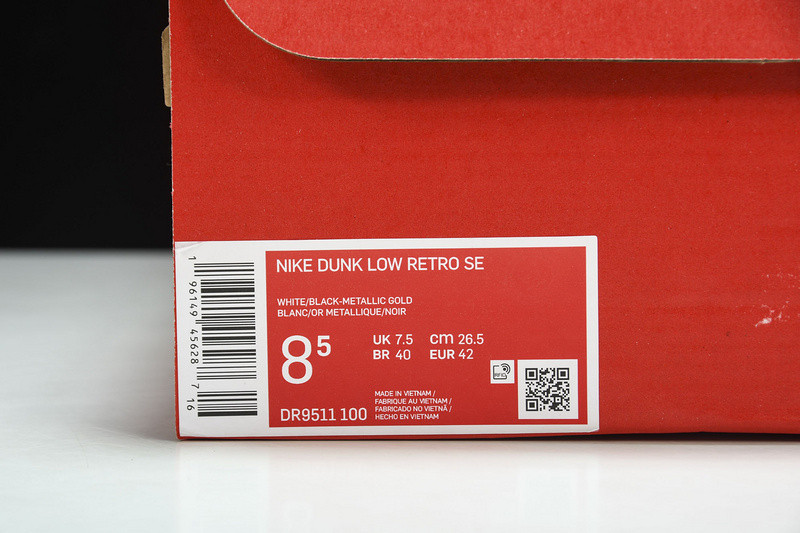 NIKE DUNK LOW RETRO SE
WHITE/BLACK-METALLIC GOLD
BLANC/OR METALLIQUE/NOIR
8⁵
UK 7.5 cm 26.5
BR 40 EUR 42
RFID
DR9511 100
MADE IN VIETNAM /
FABRIQUE AU VIETNAM /
FABRICADO NO VIETNÃ /
HECHO EN VIETNAM
1 96149 45628 7 16